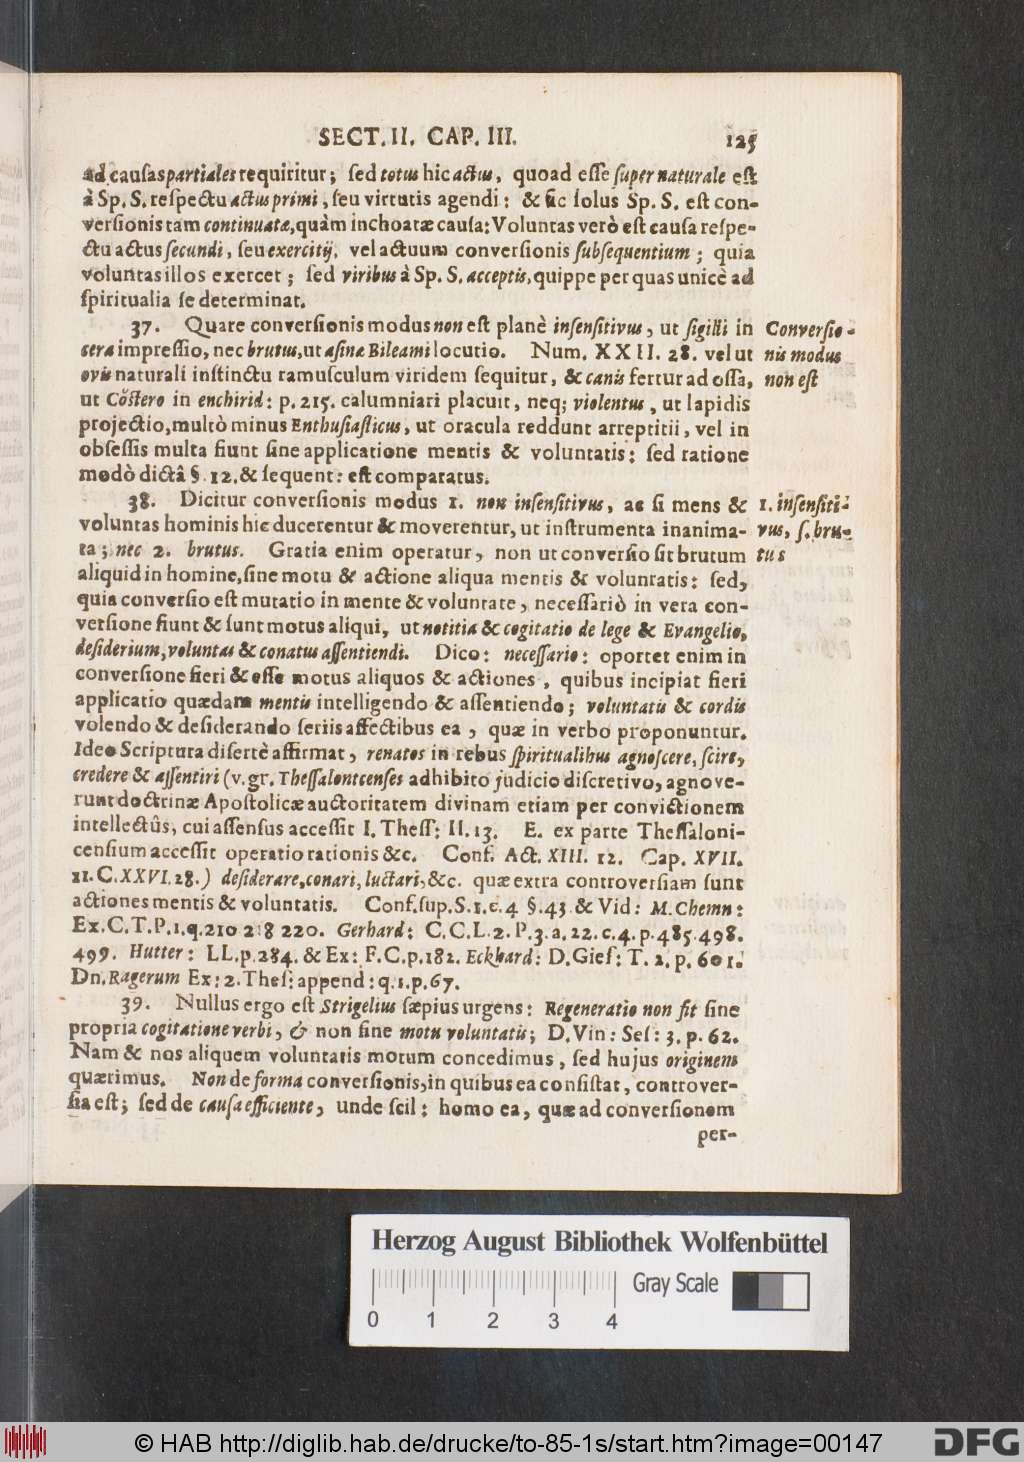 SECT. II. CAP. III. 125
ad causas partiales requiritur; sed totus hic actus, quoad esse supernaturale est
à Sp. S. respectu actus primi, seu virtutis agendi: & sic solus Sp. S. est con-
versionis tam continuatæ, quàm inchoatæ causa: Voluntas verò est causa respe-
ctu actus secundi, seu exercitij, vel actuum conversionis subsequentium; quia
voluntas illos exercet; sed viribus à Sp. S. acceptis, quippe per quas unicè ad
spiritualia se determinat.
37. Quare conversionis modus non est planè insensitivus, ut sigilli in
cera impressio, nec brutus, ut asinæ Bileami locutio. Num. XXII. 28. vel ut
ovis naturali instinctu ramusculum viridem sequitur, & canis fertur ad ossa,
ut Cöstero in enchirid: p. 215. calumniari placuit, neq; violentus, ut lapidis
projectio, multò minus Enthusiasticus, ut oracula reddunt arreptitii, vel in
obsessis multa fiunt sine applicatione mentis & voluntatis: sed ratione
modò dictâ §. 12. & sequent: est comparatus.
Conversio-
nis modus
non est
38. Dicitur conversionis modus 1. non insensitivus, ac si mens &
voluntas hominis hic ducerentur & moverentur, ut instrumenta inanima-
ta; nec 2. brutus. Gratia enim operatur, non ut conversio sit brutum
aliquid in homine, sine motu & actione aliqua mentis & voluntatis: sed,
quia conversio est mutatio in mente & voluntate, necessariò in vera con-
versione fiunt & sunt motus aliqui, ut notitia & cogitatio de lege & Evangelio,
desiderium, voluntas & conatus assentiendi. Dico: necessario: oportet enim in
conversione fieri & esse motus aliquos & actiones, quibus incipiat fieri
applicatio quædam mentis intelligendo & assentiendo; voluntatis & cordis
volendo & desiderando seriis affectibus ea, quæ in verbo proponuntur.
Ideo Scriptura disertè affirmat, renatos in rebus spiritualibus agnoscere, scire,
credere & assentiri (v. gr. Thessalonicenses adhibito judicio discretivo, agnove-
runt doctrinæ Apostolicæ auctoritatem divinam etiam per convictionem
intellectûs, cui assensus accessit I. Thess: II. 13. E. ex parte Thessaloni-
censium accessit operatio rationis &c. Conf. Act. XIII. 12. Cap. XVII.
11. C. XXVI. 28.) desiderare, conari, luctari, &c. quæ extra controversiam sunt
actiones mentis & voluntatis. Conf. sup. S. 1. c. 4 §. 43 & Vid: M. Chemn:
Ex. C. T. P. 1. q. 210 218 220. Gerhard: C. C. L. 2. P. 3. a. 22. c. 4. p. 485. 498.
499. Hutter: LL. p. 284. & Ex: F. C. p. 182. Eckhard: D. Gies: T. 2. p. 601.
Dn. Ragerum Ex: 2. Thes: append: q. 1. p. 67.
1. insensiti-
vus, s. bru-
tus
39. Nullus ergo est Strigelius sæpius urgens: Regeneratio non fit sine
propria cogitatione verbi, & non sine motu voluntatis; D. Vin: Ses: 3. p. 62.
Nam & nos aliquem voluntatis motum concedimus, sed hujus originem
quærimus. Non de forma conversionis, in quibus ea consistat, controver-
sia est; sed de causa efficiente, unde scil: homo ea, quæ ad conversionem
per-
Herzog August Bibliothek Wolfenbüttel
Gray Scale
0 1 2 3 4
© HAB http://diglib.hab.de/drucke/to-85-1s/start.htm?image=00147
DFG